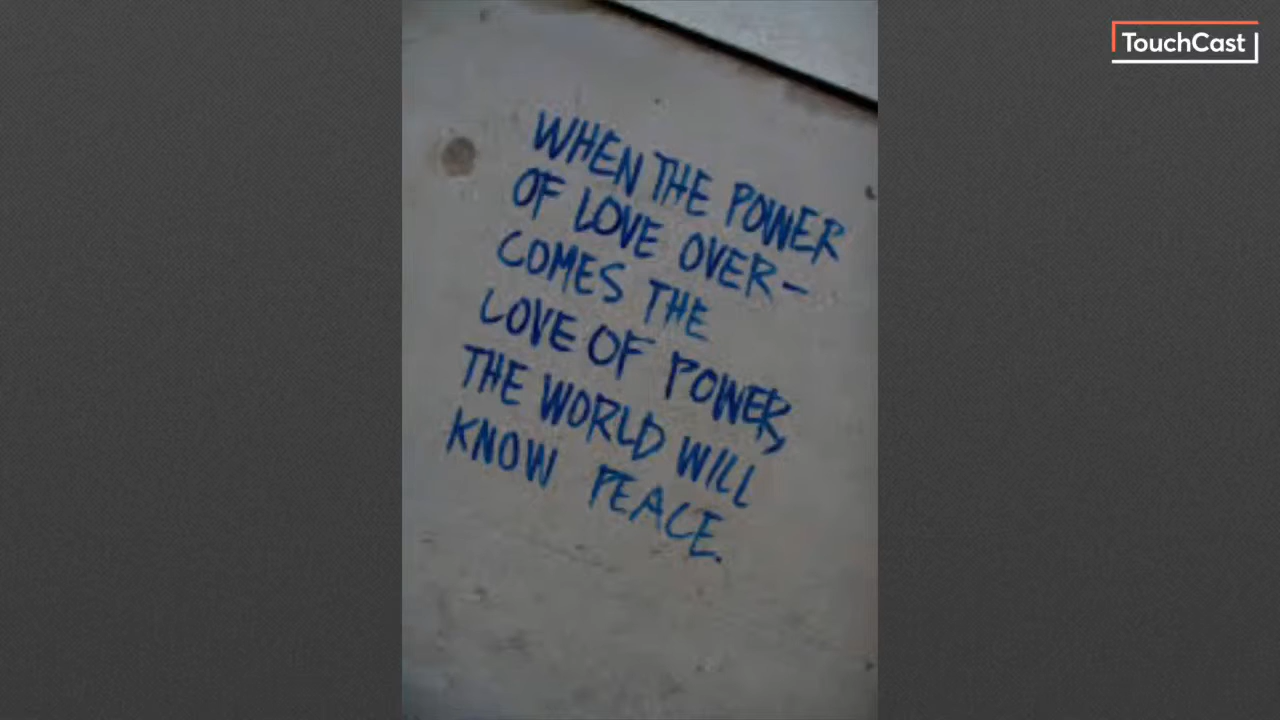 TouchCast
WHEN THE POWER
OF LOVE OVER-
COMES THE
LOVE OF POWER,
THE WORLD WILL
KNOW PEACE.